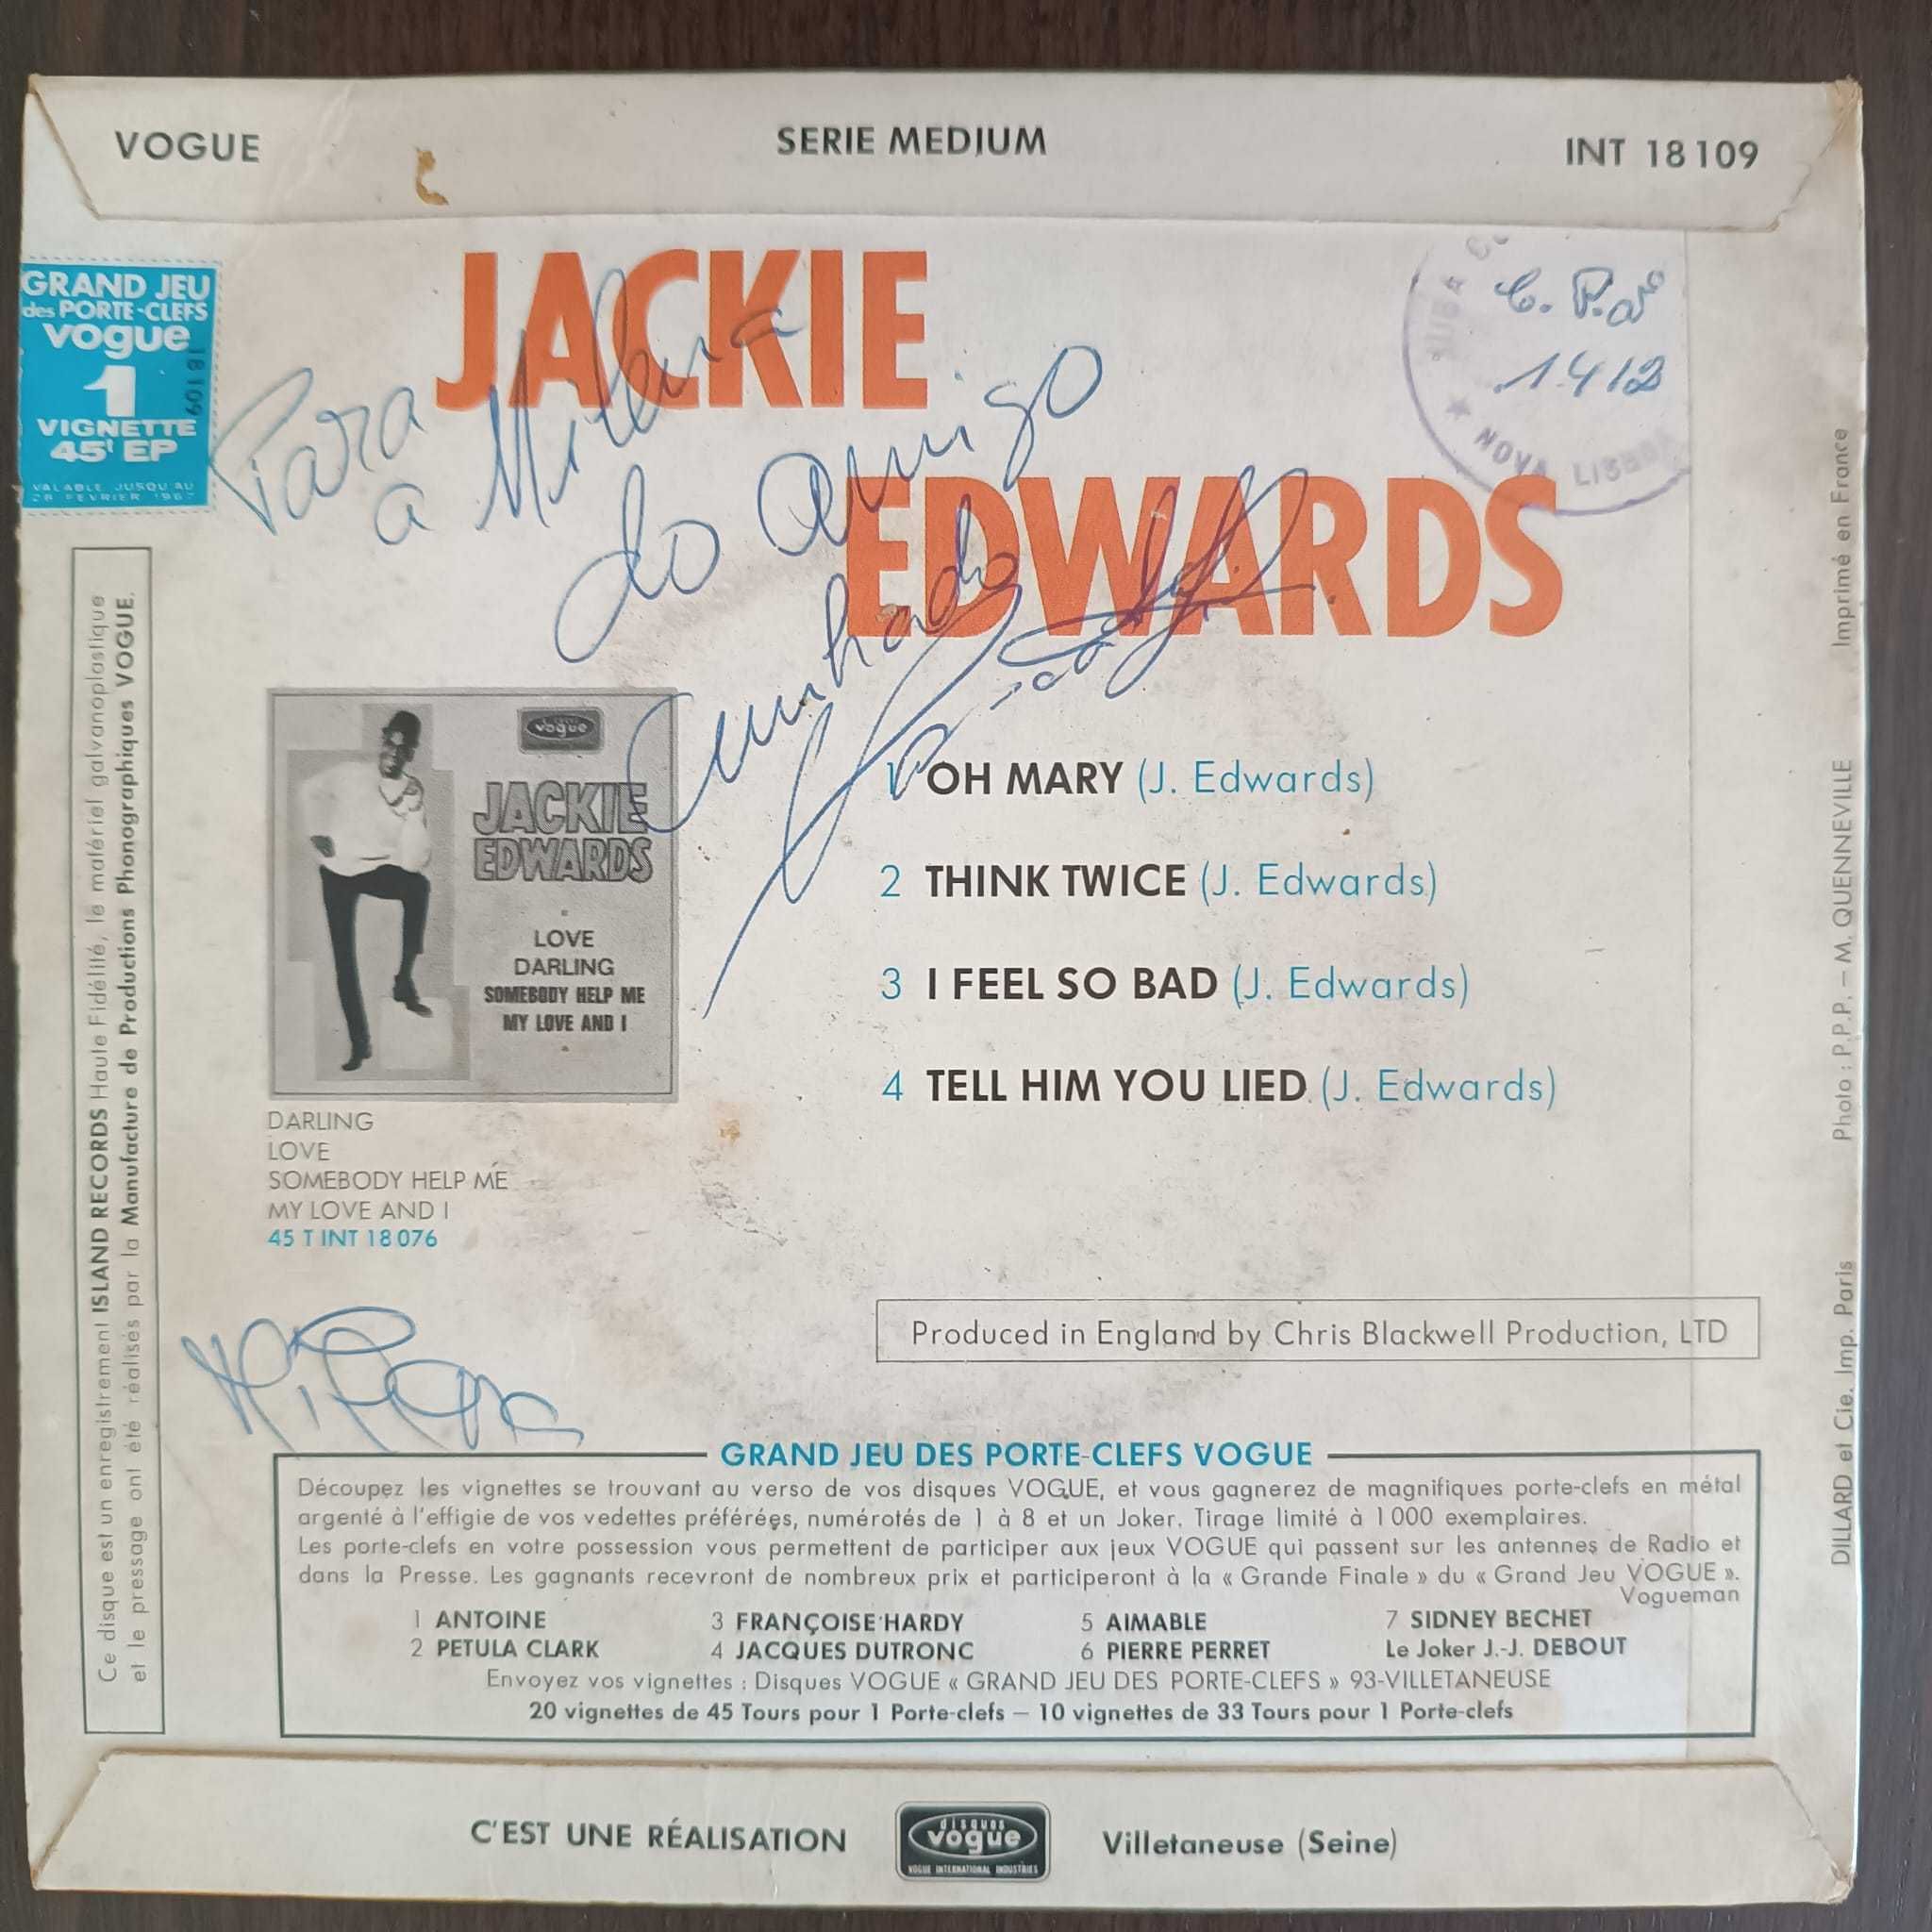 VOGUE
SERIE MEDIUM
INT 18109
GRAND JEU
des PORTE-CLEFS
vogue
1
18109
VIGNETTE
45t EP
VALABLE JUSQU'AU
28 FEVRIER 1967
JACKIE
EDWARDS
Para
a Milena
do amigo
Cunhado
1412
★ NOVA LISBOA
Ce disque est un enregistrement ISLAND RECORDS Haute Fidélité, le matériel galvanoplastique
et le pressage ont été réalisés par la Manufacture de Productions Phonographiques VOGUE.
vogue
JACKIE
EDWARDS
LOVE
DARLING
SOMEBODY HELP ME
MY LOVE AND I
DARLING
LOVE
SOMEBODY HELP ME
MY LOVE AND I
45 T INT 18076
1 OH MARY (J. Edwards)
2 THINK TWICE (J. Edwards)
3 I FEEL SO BAD (J. Edwards)
4 TELL HIM YOU LIED (J. Edwards)
Produced in England by Chris Blackwell Production, LTD
GRAND JEU DES PORTE-CLEFS VOGUE
Découpez les vignettes se trouvant au verso de vos disques VOGUE, et vous gagnerez de magnifiques porte-clefs en métal
argenté à l'effigie de vos vedettes préférées, numérotés de 1 à 8 et un Joker. Tirage limité à 1000 exemplaires.
Les porte-clefs en votre possession vous permettent de participer aux jeux VOGUE qui passent sur les antennes de Radio et
dans la Presse. Les gagnants recevront de nombreux prix et participeront à la « Grande Finale » du « Grand Jeu VOGUE ».
Vogueman
1 ANTOINE 3 FRANÇOISE HARDY 5 AIMABLE 7 SIDNEY BECHET
2 PETULA CLARK 4 JACQUES DUTRONC 6 PIERRE PERRET Le Joker J.-J. DEBOUT
Envoyez vos vignettes : Disques VOGUE « GRAND JEU DES PORTE-CLEFS » 93-VILLETANEUSE
20 vignettes de 45 Tours pour 1 Porte-clefs — 10 vignettes de 33 Tours pour 1 Porte-clefs
Imprimé en France
Photo : P.P.P. – M. QUENNEVILLE
DILLARD et Cie. Imp. Paris
C'EST UNE RÉALISATION
disques
vogue
VOGUE INTERNATIONAL INDUSTRIES
Villetaneuse (Seine)